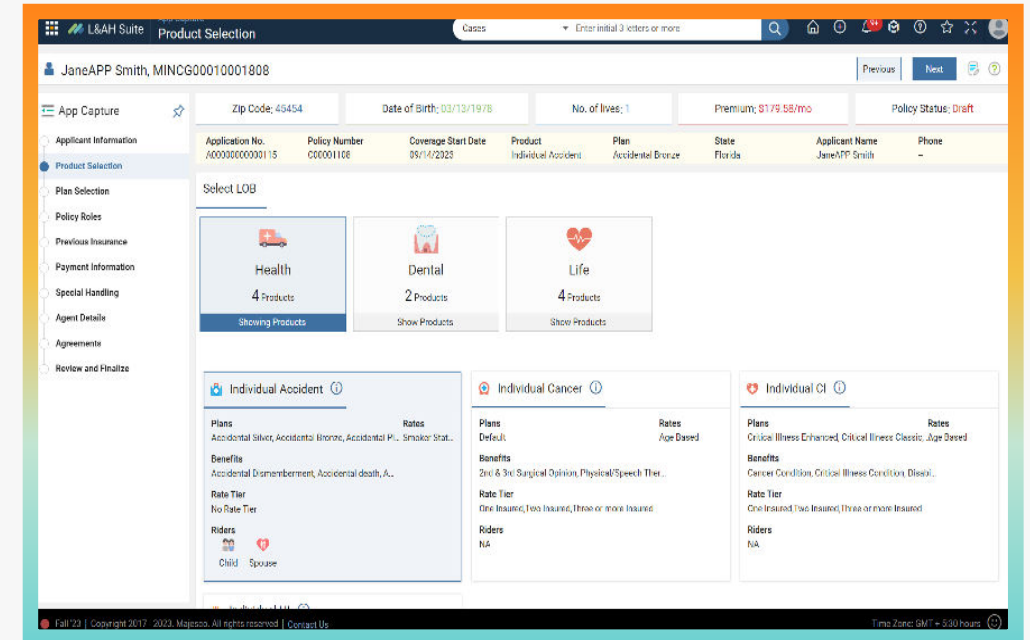 L&AH Suite
App Capture
Product Selection
Cases
Enter initial 3 letters or more
9+
JaneAPP Smith, MINCG00010001808
Previous
Next
App Capture
Applicant Information
Product Selection
Plan Selection
Policy Roles
Previous Insurance
Payment Information
Special Handling
Agent Details
Agreements
Review and Finalize
Zip Code: 45454
Date of Birth: 03/13/1978
No. of lives: 1
Premium: $179.58/mo
Policy Status: Draft
Application No. Policy Number Coverage Start Date Product Plan State Applicant Name Phone
A00000000000115 C00001108 09/14/2023 Individual Accident Accidental Bronze Florida JaneAPP Smith –
Select LOB
Health
4 Products
Showing Products
Dental
2 Products
Show Products
Life
4 Products
Show Products
Individual Accident
Plans Rates
Accidental Silver, Accidental Bronze, Accidental Pl... Smoker Stat...
Benefits
Accidental Dismemberment, Accidental death, A...
Rate Tier
No Rate Tier
Riders
Child Spouse
Individual Cancer
Plans Rates
Default Age Based
Benefits
2nd & 3rd Surgical Opinion, Physical/Speech Ther...
Rate Tier
One Insured,Two Insured,Three or more Insured
Riders
NA
Individual CI
Plans Rates
Critical Illness Enhanced, Critical Illness Classic, Age Based
Benefits
Cancer Condition, Critical Illness Condition, Disabi...
Rate Tier
One Insured,Two Insured,Three or more Insured
Riders
NA
Fall'23 | Copyright 2017 - 2023. Majesco. All rights reserved | Contact Us
Time Zone: GMT + 5:30 hours